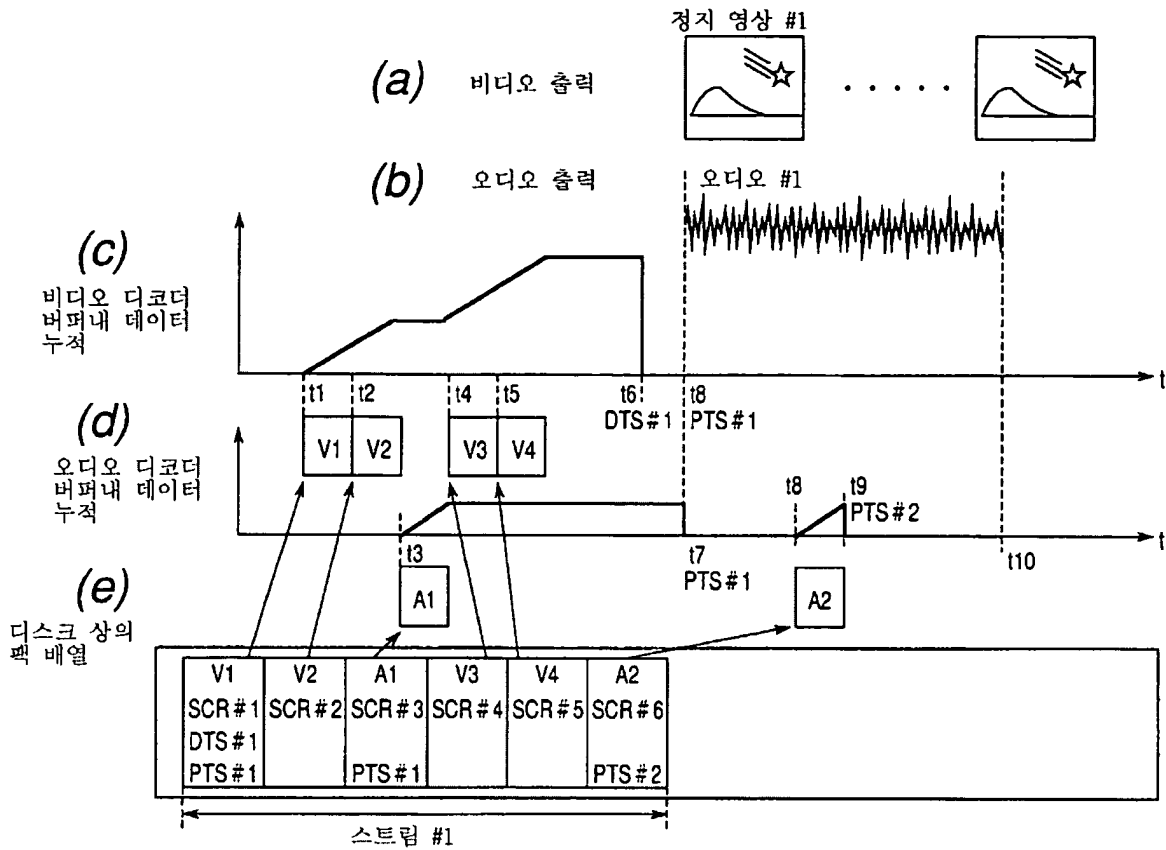 정지 영상 #1
(a) 비디오 출력
(b) 오디오 출력
오디오 #1
(c)
비디오 디코더
버퍼내 데이터
누적
t
t1 t2 t4 t5 t6 t8
DTS#1 PTS#1
(d)
V1 V2 V3 V4
오디오 디코더
버퍼내 데이터
누적
t8 t9
PTS#2
t
t3 t7 t10
PTS#1
(e)
A1 A2
디스크 상의
팩 배열
V1 V2 A1 V3 V4 A2
SCR#1 SCR#2 SCR#3 SCR#4 SCR#5 SCR#6
DTS#1
PTS#1 PTS#1 PTS#2
스트림 #1